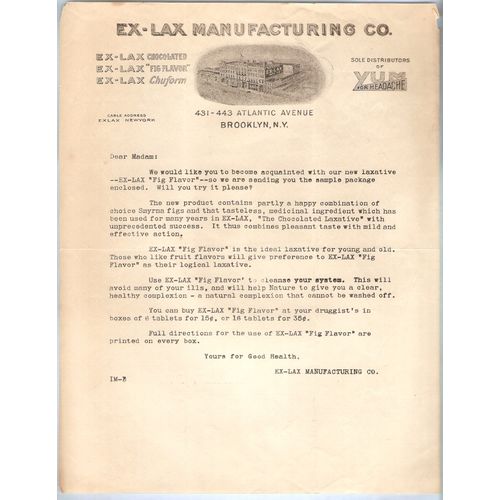 EX-LAX MANUFACTURING CO.
EX-LAX CHOCOLATED
EX-LAX "FIG FLAVOR"
EX-LAX Chuform
SOLE DISTRIBUTORS
OF
YUM
FOR HEADACHE
CABLE ADDRESS
EXLAX NEWYORK
431-443 ATLANTIC AVENUE
BROOKLYN, N.Y.
Dear Madam:
We would like you to become acquainted with our new laxative
--EX-LAX "Fig Flavor"--so we are sending you the sample package
enclosed. Will you try it please?
The new product contains partly a happy combination of
choice Smyrna figs and that tasteless, medicinal ingredient which has
been used for many years in EX-LAX, "The Chocolated Laxative" with
unprecedented success. It thus combines pleasant taste with mild and
effective action.
EX-LAX "Fig Flavor" is the ideal laxative for young and old.
Those who like fruit flavors will give preference to EX-LAX "Fig
Flavor" as their logical laxative.
Use EX-LAX "Fig Flavor' to cleanse your system. This will
avoid many of your ills, and will help Nature to give you a clear,
healthy complexion - a natural complexion that cannot be washed off.
You can buy EX-LAX "Fig Flavor" at your druggist's in
boxes of 6 tablets for 15¢, or 16 tablets for 35¢.
Full directions for the use of EX-LAX "Fig Flavor" are
printed on every box.
Yours for Good Health,
EX-LAX MANUFACTURING CO.